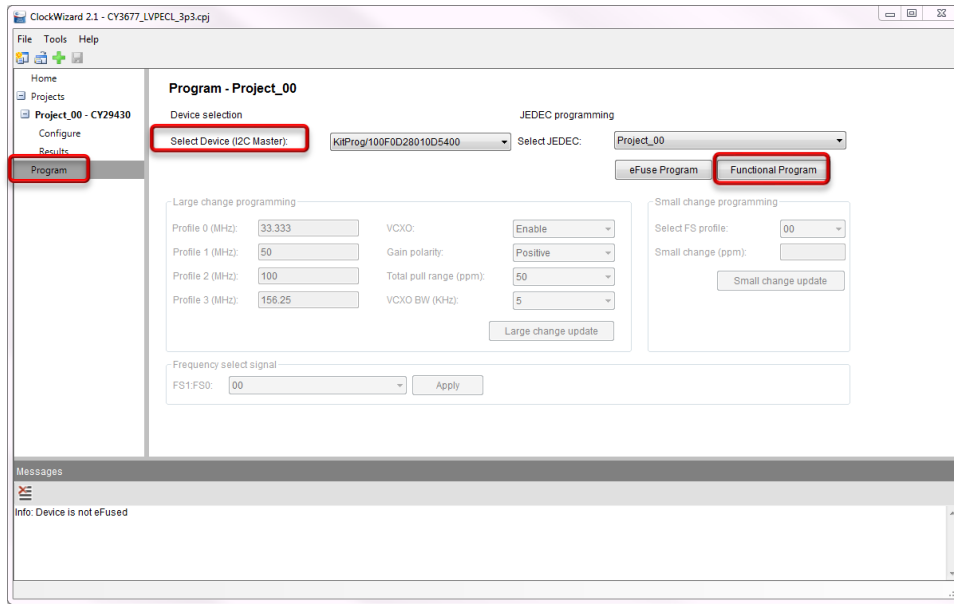 ClockWizard 2.1 - CY3677_LVPECL_3p3.cpj
File Tools Help
Home
Projects
Project_00 - CY29430
Configure
Results
Program
Program - Project_00
Device selection
JEDEC programming
Select Device (I2C Master):
KitProg/100F0D28010D5400
Select JEDEC:
Project_00
eFuse Program
Functional Program
Large change programming
Profile 0 (MHz):
33.333
VCXO:
Enable
Profile 1 (MHz):
50
Gain polarity:
Positive
Profile 2 (MHz):
100
Total pull range (ppm):
50
Profile 3 (MHz):
156.25
VCXO BW (KHz):
5
Large change update
Small change programming
Select FS profile:
00
Small change (ppm):
Small change update
Frequency select signal
FS1:FS0:
00
Apply
Messages
Info: Device is not eFused